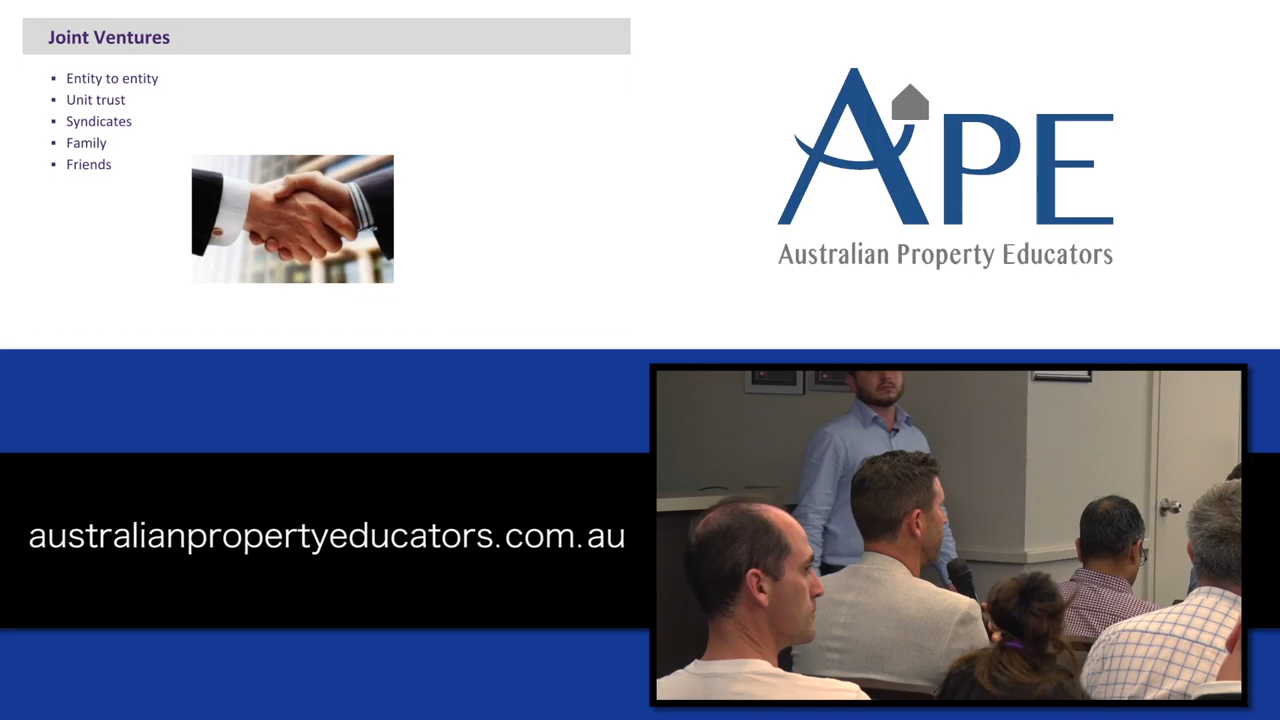 Joint Ventures
Entity to entity
Unit trust
Syndicates
Family
Friends
APE
Australian Property Educators
australianpropertyeducators.com.au